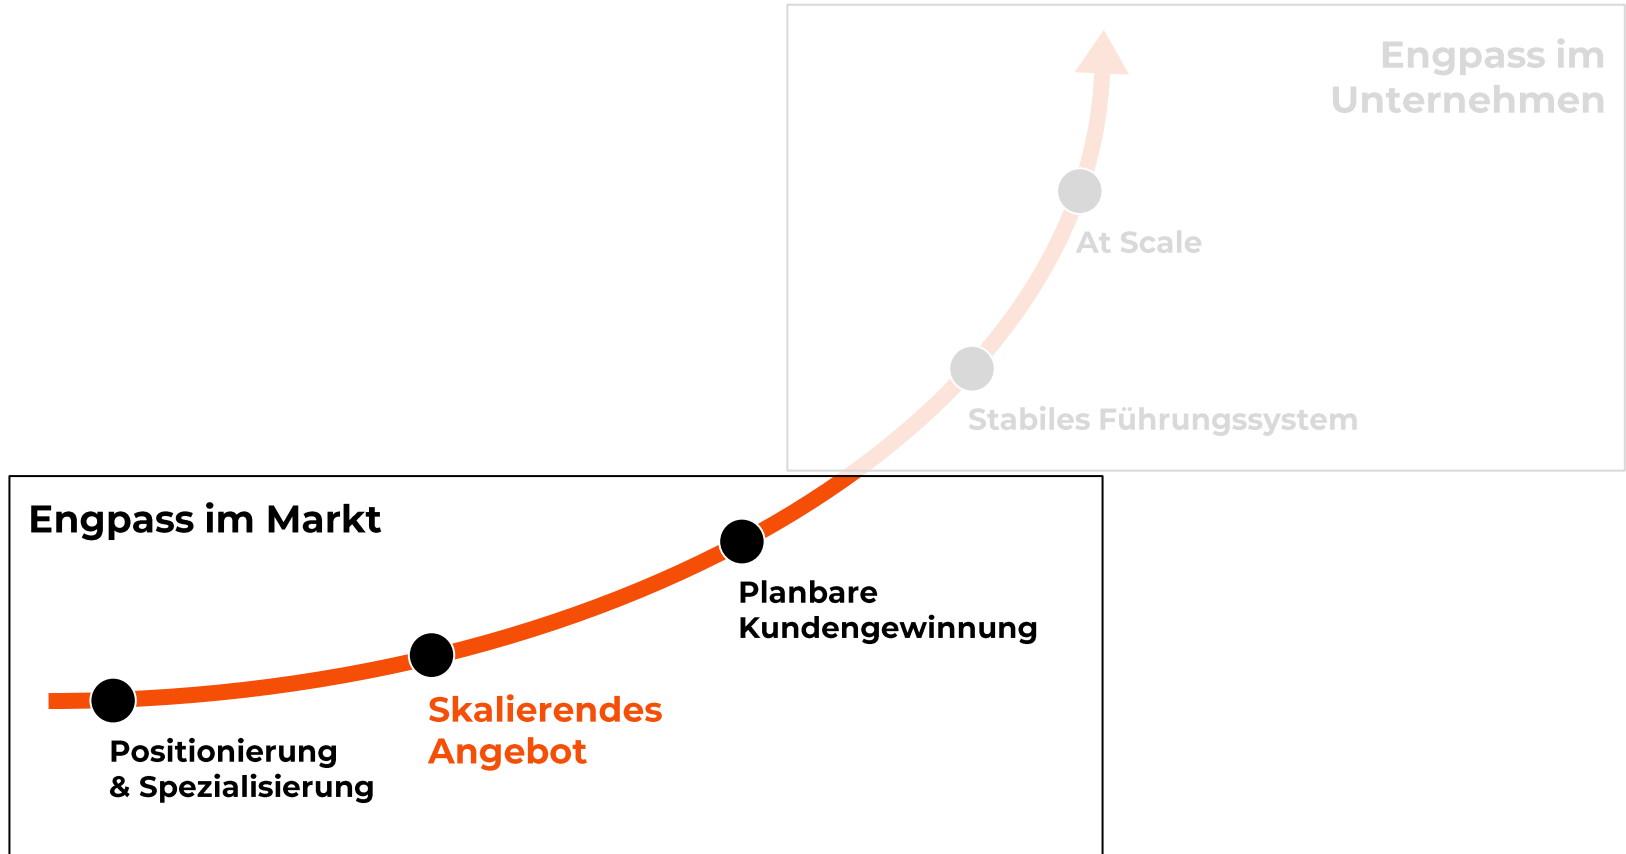 Engpass im
Unternehmen
At Scale
Stabiles Führungssystem
Engpass im Markt
Planbare
Kundengewinnung
Skalierendes
Angebot
Positionierung
& Spezialisierung